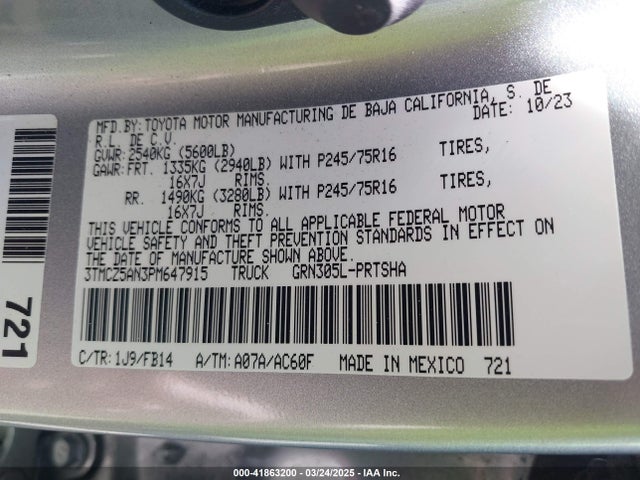 MFD.BY:TOYOTA MOTOR MANUFACTURING DE BAJA CALIFORNIA, S. DE
R.L. DE C.V. DATE: 10/23
GVWR:2540KG (5600LB)
GAWR:FRT. 1335KG (2940LB) WITH P245/75R16 TIRES,
16X7J RIMS.
RR. 1490KG (3280LB) WITH P245/75R16 TIRES,
16X7J RIMS.
THIS VEHICLE CONFORMS TO ALL APPLICABLE FEDERAL MOTOR
VEHICLE SAFETY AND THEFT PREVENTION STANDARDS IN EFFECT ON
THE DATE OF MANUFACTURE SHOWN ABOVE.
3TMCZ5AN3PM647915 TRUCK GRN305L-PRTSHA
C/TR:1J9/FB14 A/TM:A07A/AC60F MADE IN MEXICO 721
721
000-41863200 - 03/24/2025 - IAA Inc.